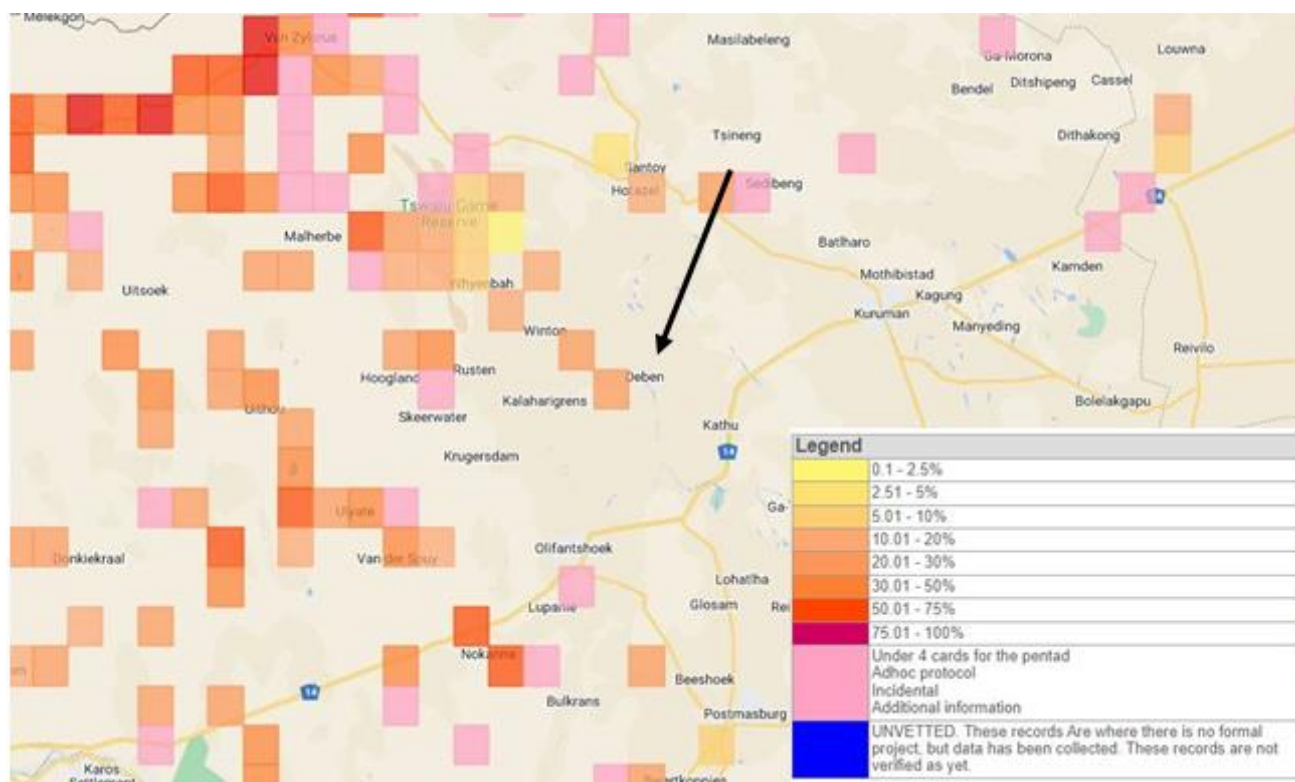 Melekgon
Van Zylsrus
Masilabeleng
Ga-Morona
Louwna
Bendel
Ditshipeng
Cassel
Tsineng
Dithakong
Santoy
Hotazel
Sedibeng
Tswalu Game
Reserve
Malherbe
Batlharo
Kamden
Mothibistad
Kagung
Whyenbah
Uitsoek
Kuruman
Manyeding
Winton
Reivilo
Hoogland
Rusten
Deben
Kalaharigrens
Bolelakgapu
Skeerwater
Kathu
Krugersdam
14
Ga-
Olifantshoek
Donkiekraal
Van der Spuy
Lohatlha
Lupanie
Glosam
Rei
Nokanna
Beeshoek
14
Bulkrans
Postmasburg
Karos
Settlement
Legend
0.1 - 2.5%
2.51 - 5%
5.01 - 10%
10.01 - 20%
20.01 - 30%
30.01 - 50%
50.01 - 75%
75.01 - 100%
Under 4 cards for the pentad
Adhoc protocol
Incidental
Additional information
UNVETTED. These records Are where there is no formal
project, but data has been collected. These records are not
verified as yet.